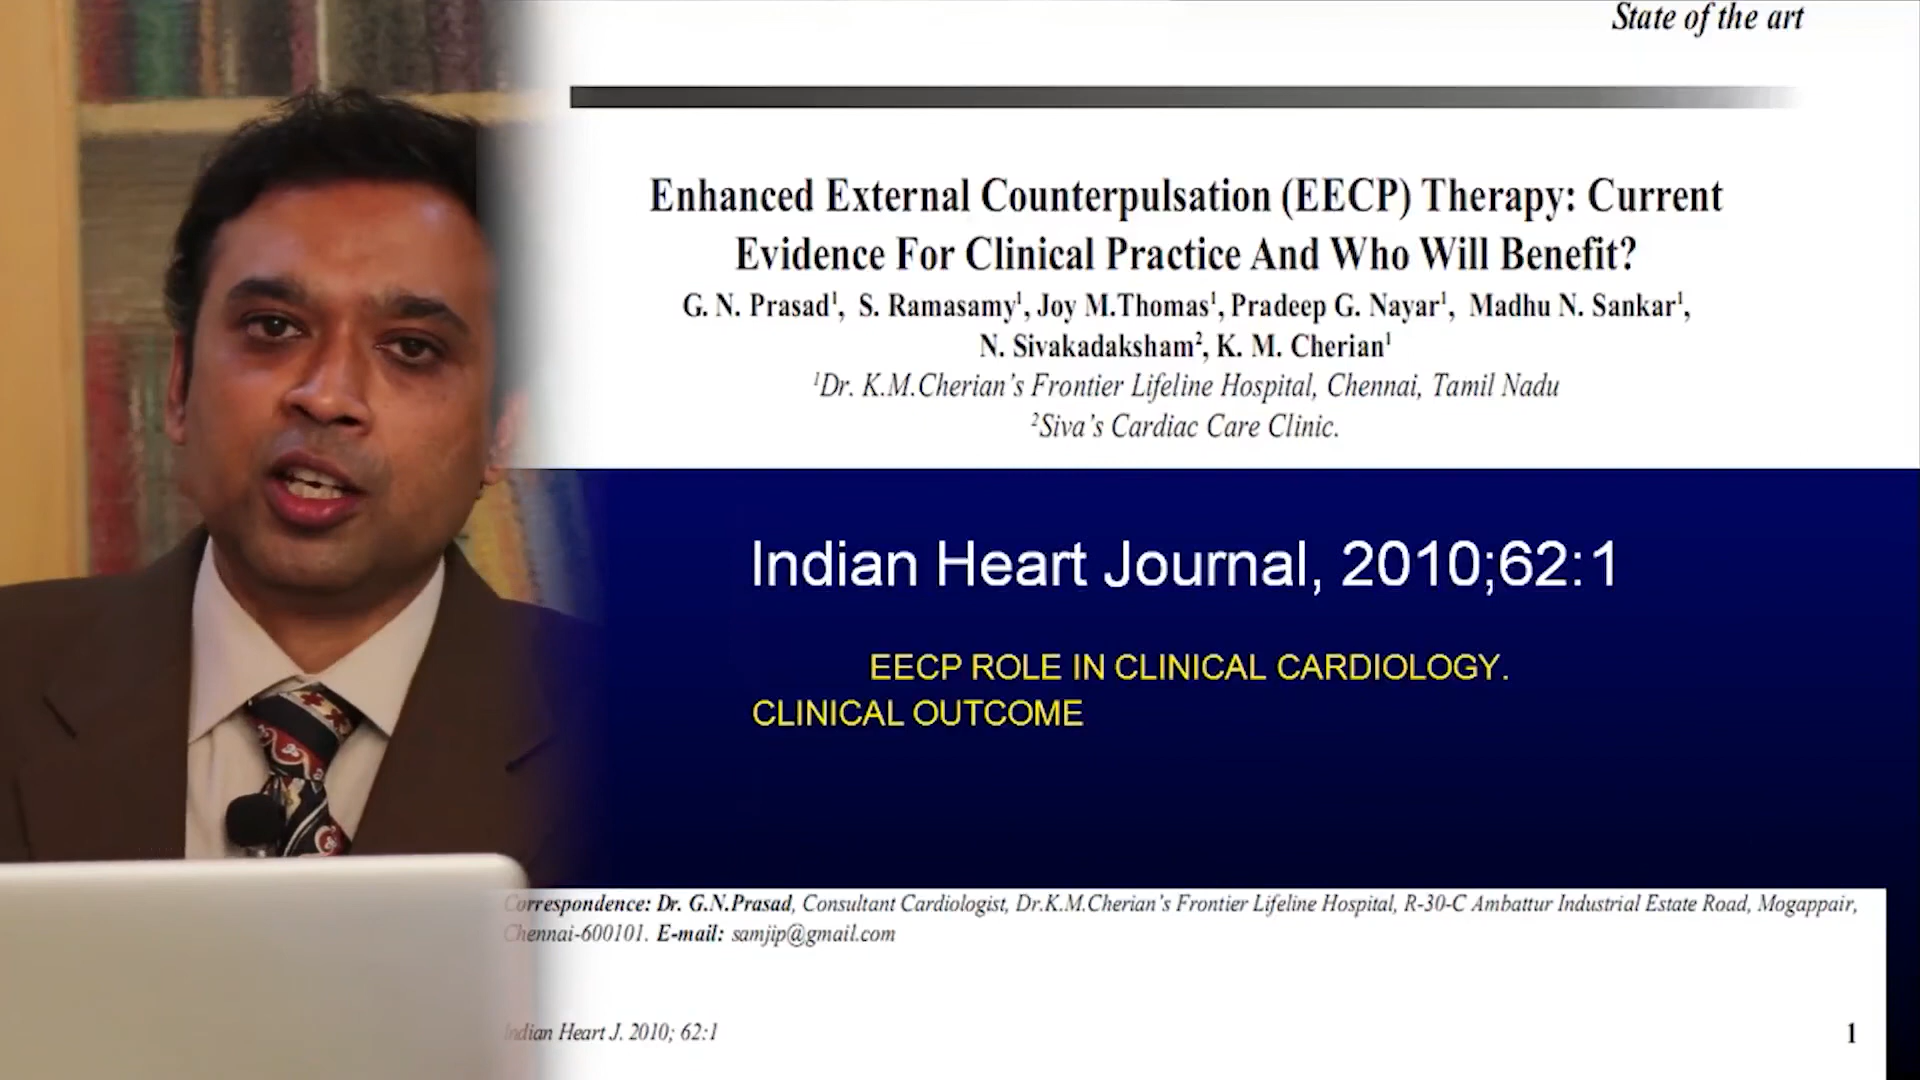 State of the art
Enhanced External Counterpulsation (EECP) Therapy: Current
Evidence For Clinical Practice And Who Will Benefit?
G. N. Prasad¹, S. Ramasamy¹, Joy M.Thomas¹, Pradeep G. Nayar¹, Madhu N. Sankar¹,
N. Sivakadaksham², K. M. Cherian¹
¹Dr. K.M.Cherian's Frontier Lifeline Hospital, Chennai, Tamil Nadu
²Siva's Cardiac Care Clinic.
Indian Heart Journal, 2010;62:1
EECP ROLE IN CLINICAL CARDIOLOGY.
CLINICAL OUTCOME
Correspondence: Dr. G.N.Prasad, Consultant Cardiologist, Dr.K.M.Cherian's Frontier Lifeline Hospital, R-30-C Ambattur Industrial Estate Road, Mogappair,
Chennai-600101. E-mail: samjip@gmail.com
Indian Heart J. 2010; 62:1
1